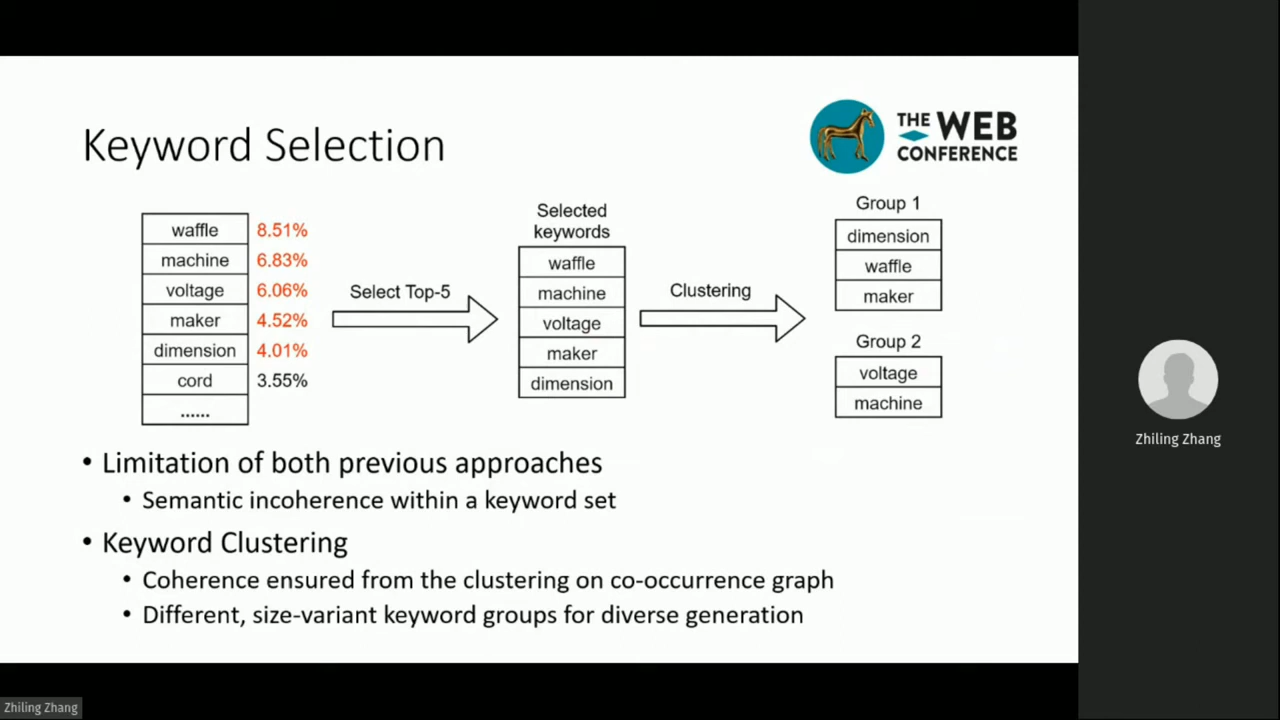 Keyword Selection
THE WEB
CONFERENCE
waffle 8.51%
machine 6.83%
voltage 6.06%
maker 4.52%
dimension 4.01%
cord 3.55%
......
Select Top-5
Selected
keywords
waffle
machine
voltage
maker
dimension
Clustering
Group 1
dimension
waffle
maker
Group 2
voltage
machine
• Limitation of both previous approaches
• Semantic incoherence within a keyword set
• Keyword Clustering
• Coherence ensured from the clustering on co-occurrence graph
• Different, size-variant keyword groups for diverse generation
Zhiling Zhang
Zhiling Zhang